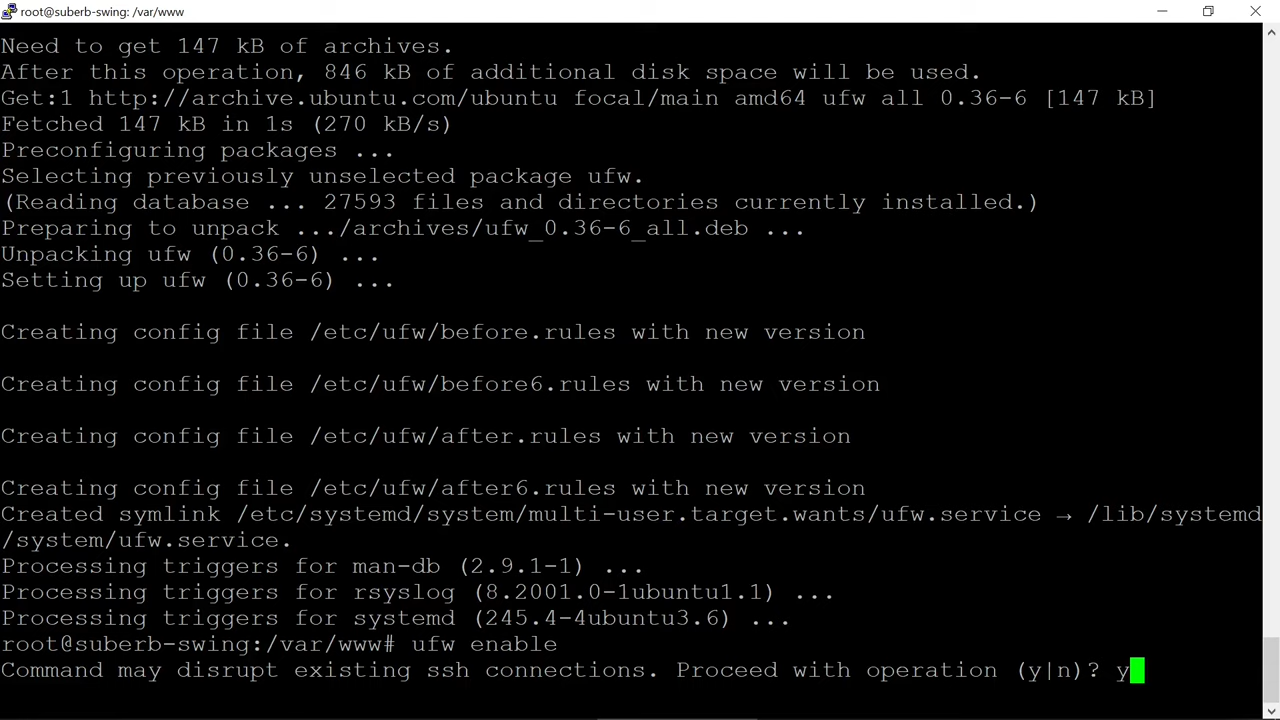 root@suberb-swing: /var/www
Need to get 147 kB of archives.
After this operation, 846 kB of additional disk space will be used.
Get:1 http://archive.ubuntu.com/ubuntu focal/main amd64 ufw all 0.36-6 [147 kB]
Fetched 147 kB in 1s (270 kB/s)
Preconfiguring packages ...
Selecting previously unselected package ufw.
(Reading database ... 27593 files and directories currently installed.)
Preparing to unpack .../archives/ufw_0.36-6_all.deb ...
Unpacking ufw (0.36-6) ...
Setting up ufw (0.36-6) ...
Creating config file /etc/ufw/before.rules with new version
Creating config file /etc/ufw/before6.rules with new version
Creating config file /etc/ufw/after.rules with new version
Creating config file /etc/ufw/after6.rules with new version
Created symlink /etc/systemd/system/multi-user.target.wants/ufw.service → /lib/systemd
/system/ufw.service.
Processing triggers for man-db (2.9.1-1) ...
Processing triggers for rsyslog (8.2001.0-1ubuntu1.1) ...
Processing triggers for systemd (245.4-4ubuntu3.6) ...
root@suberb-swing:/var/www# ufw enable
Command may disrupt existing ssh connections. Proceed with operation (y|n)? y